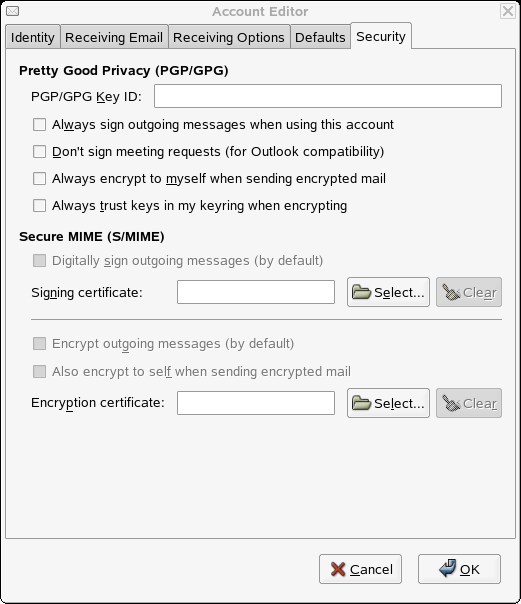 Account Editor
Identity Receiving Email Receiving Options Defaults Security
Pretty Good Privacy (PGP/GPG)
PGP/GPG Key ID:
Always sign outgoing messages when using this account
Don't sign meeting requests (for Outlook compatibility)
Always encrypt to myself when sending encrypted mail
Always trust keys in my keyring when encrypting
Secure MIME (S/MIME)
Digitally sign outgoing messages (by default)
Signing certificate: Select... Clear
Encrypt outgoing messages (by default)
Also encrypt to self when sending encrypted mail
Encryption certificate: Select... Clear
Cancel OK